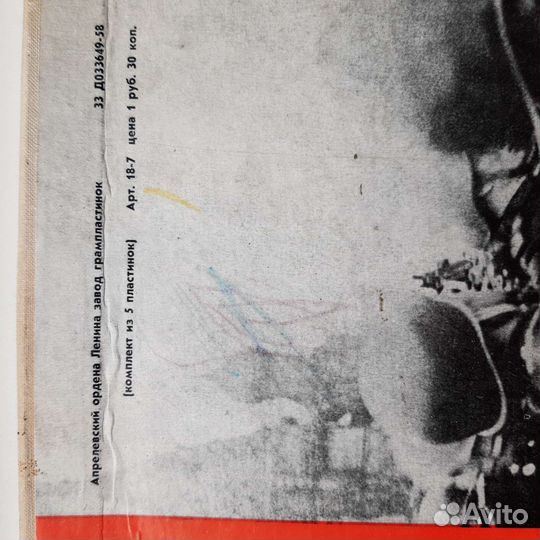 Апрелевский ордена Ленина завод грампластинок 33 Д033649-58
(комплект из 5 пластинок) Арт. 18-7 цена 1 руб. 30 коп.
Avito